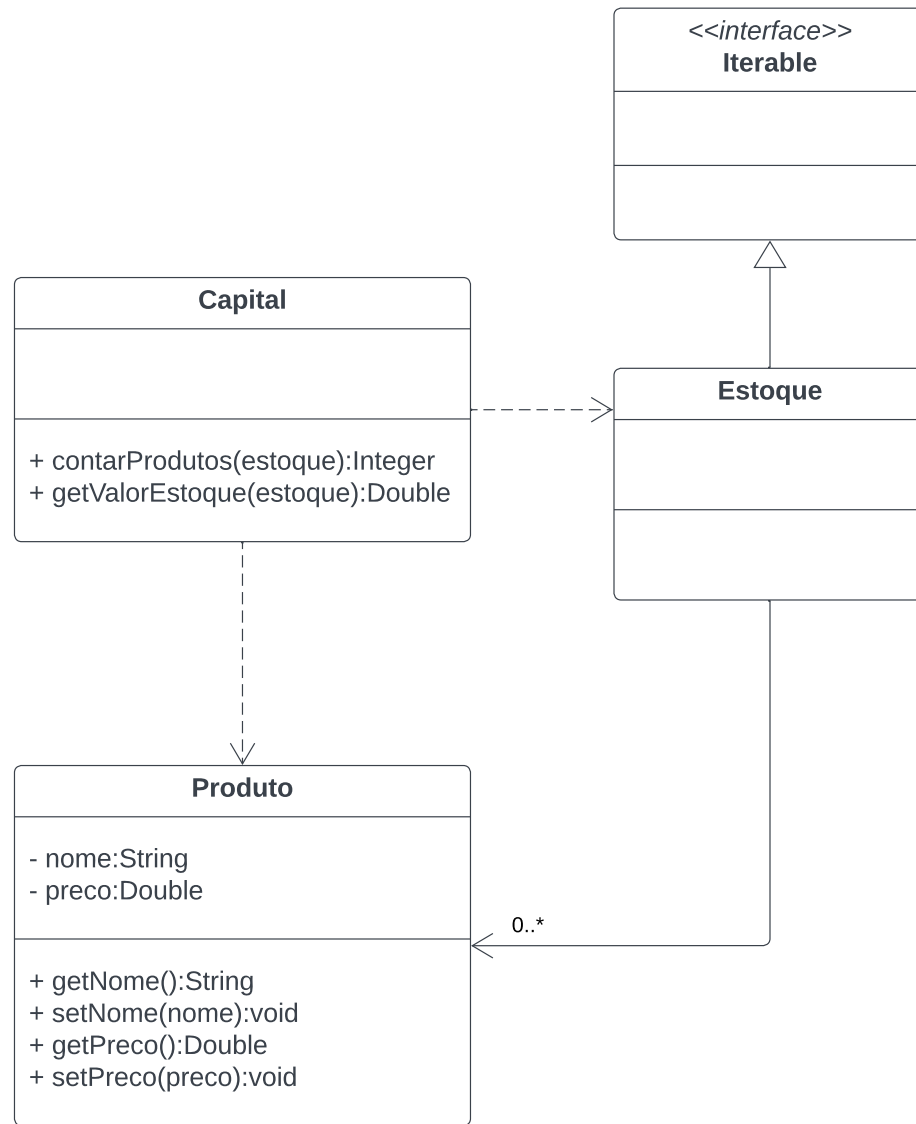 <<interface>>
Iterable
Capital
+ contarProdutos(estoque):Integer
+ getValorEstoque(estoque):Double
Estoque
Produto
- nome:String
- preco:Double
+ getNome():String
+ setNome(nome):void
+ getPreco():Double
+ setPreco(preco):void
0..*